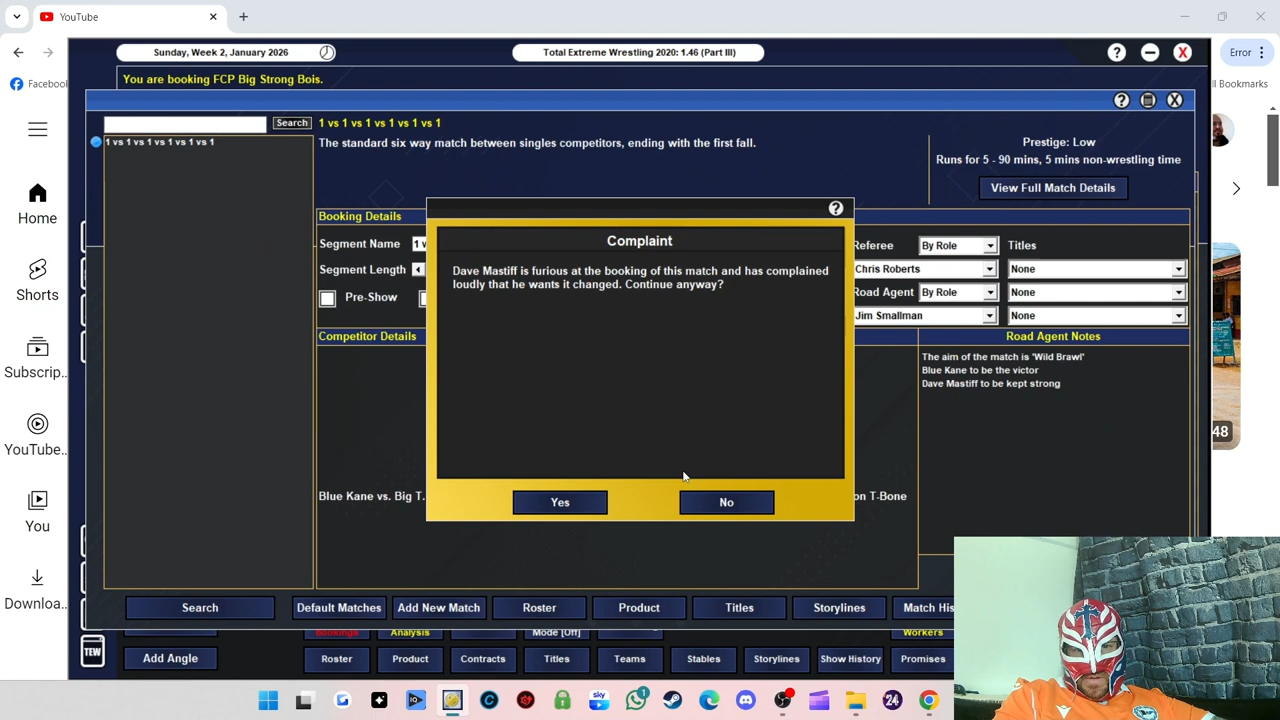 YouTube
Error
Facebook
ll Bookmarks
Sunday, Week 2, January 2026
Total Extreme Wrestling 2020: 1.46 (Part III)
You are booking FCP Big Strong Bois.
Search
1 vs 1 vs 1 vs 1 vs 1 vs 1
1 vs 1 vs 1 vs 1 vs 1 vs 1
The standard six way match between singles competitors, ending with the first fall.
Prestige: Low
Runs for 5 - 90 mins, 5 mins non-wrestling time
View Full Match Details
Booking Details
Segment Name
1 v
Segment Length
Pre-Show
Referee
By Role
Titles
Chris Roberts
None
Road Agent
By Role
None
Jim Smallman
None
Competitor Details
Road Agent Notes
The aim of the match is 'Wild Brawl'
Blue Kane to be the victor
Dave Mastiff to be kept strong
Complaint
Dave Mastiff is furious at the booking of this match and has complained
loudly that he wants it changed. Continue anyway?
Yes
No
Blue Kane vs. Big T.
on T-Bone
Search
Default Matches
Add New Match
Roster
Product
Titles
Storylines
Match His
Bookings
Analysis
Mode [Off]
Workers
TEW
Add Angle
Roster
Product
Contracts
Titles
Teams
Stables
Storylines
Show History
Promises
Home
Shorts
Subscrip...
YouTube...
You
Downloa...
48
24
sky
1